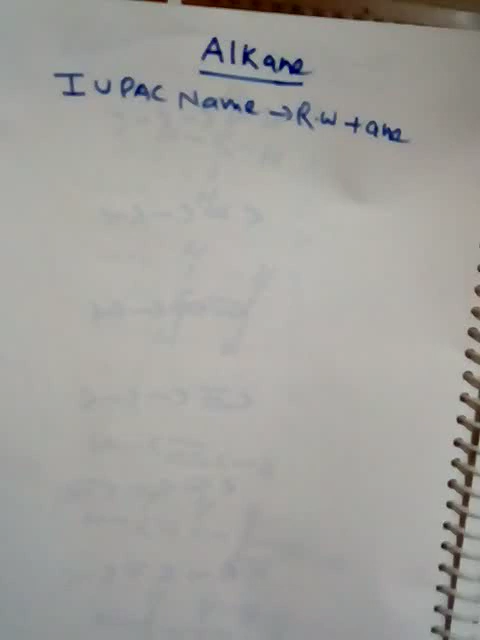 Alkane
IUPAC Name → R.W + ane